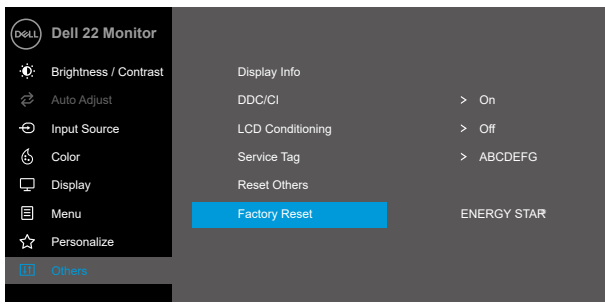 DELL Dell 22 Monitor
Brightness / Contrast Display Info
Auto Adjust DDC/CI > On
Input Source LCD Conditioning > Off
Color Service Tag > ABCDEFG
Display Reset Others
Menu Factory Reset ENERGY STAR®
Personalize
Others